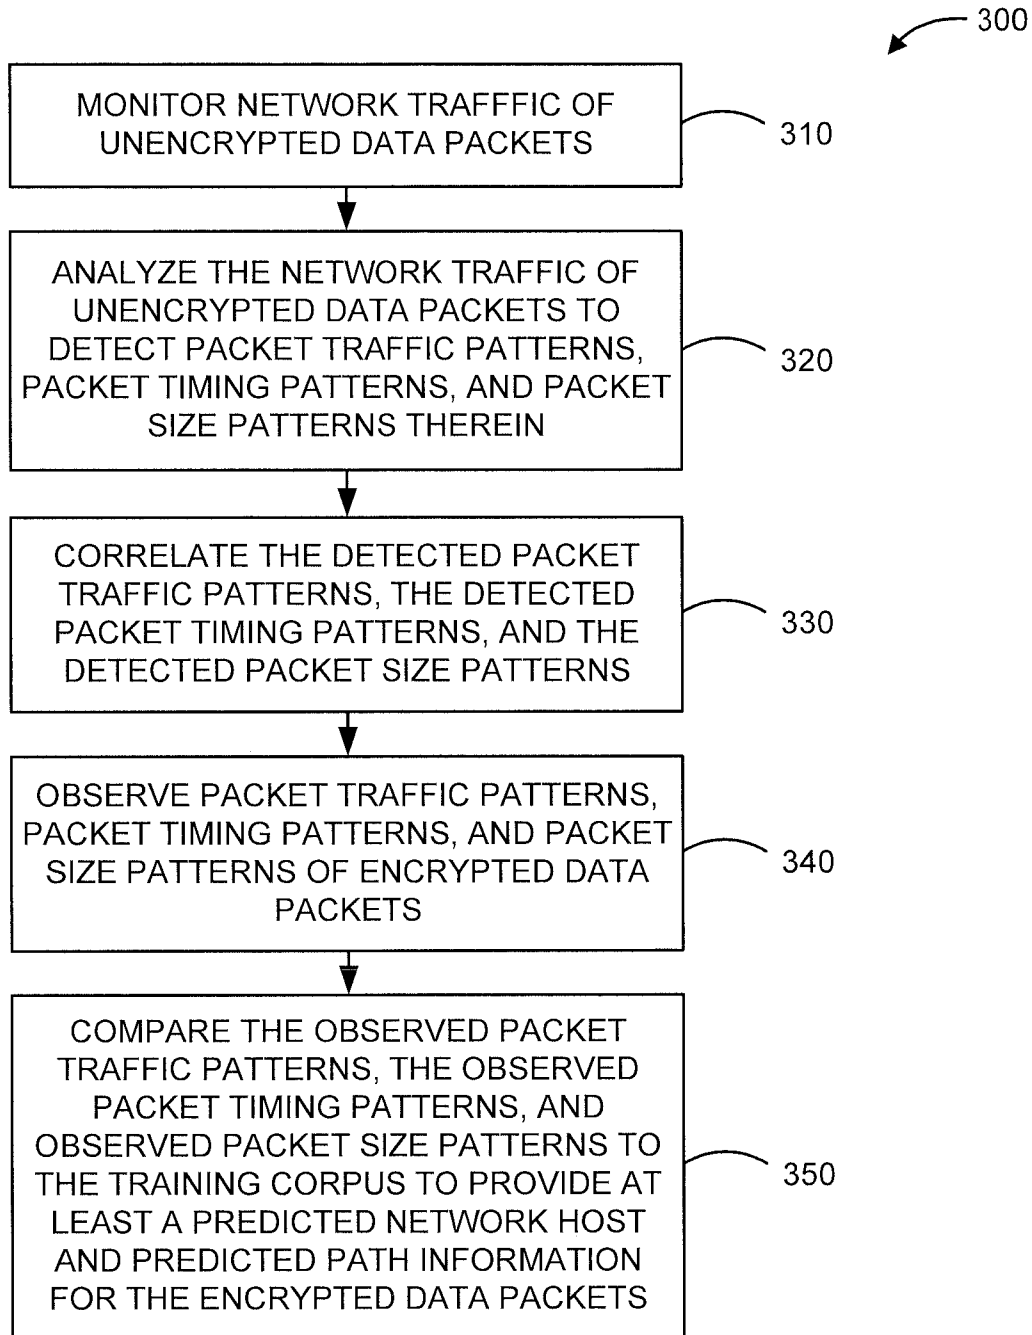 300
MONITOR NETWORK TRAFFFIC OF
UNENCRYPTED DATA PACKETS
310
ANALYZE THE NETWORK TRAFFIC OF
UNENCRYPTED DATA PACKETS TO
DETECT PACKET TRAFFIC PATTERNS,
PACKET TIMING PATTERNS, AND PACKET
SIZE PATTERNS THEREIN
320
CORRELATE THE DETECTED PACKET
TRAFFIC PATTERNS, THE DETECTED
PACKET TIMING PATTERNS, AND THE
DETECTED PACKET SIZE PATTERNS
330
OBSERVE PACKET TRAFFIC PATTERNS,
PACKET TIMING PATTERNS, AND PACKET
SIZE PATTERNS OF ENCRYPTED DATA
PACKETS
340
COMPARE THE OBSERVED PACKET
TRAFFIC PATTERNS, THE OBSERVED
PACKET TIMING PATTERNS, AND
OBSERVED PACKET SIZE PATTERNS TO
THE TRAINING CORPUS TO PROVIDE AT
LEAST A PREDICTED NETWORK HOST
AND PREDICTED PATH INFORMATION
FOR THE ENCRYPTED DATA PACKETS
350